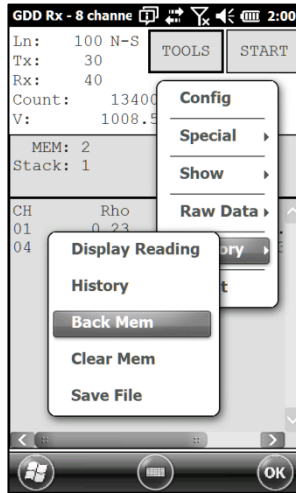 GDD Rx - 8 channe 2:00
Ln: 100 N-S
Tx: 30
Rx: 40
Count: 13400
V: 1008.5
TOOLS START
MEM: 2
Stack: 1
CH Rho
01 0.23
04
Config
Special
Show
Raw Data
ory
t
Display Reading
History
Back Mem
Clear Mem
Save File
OK